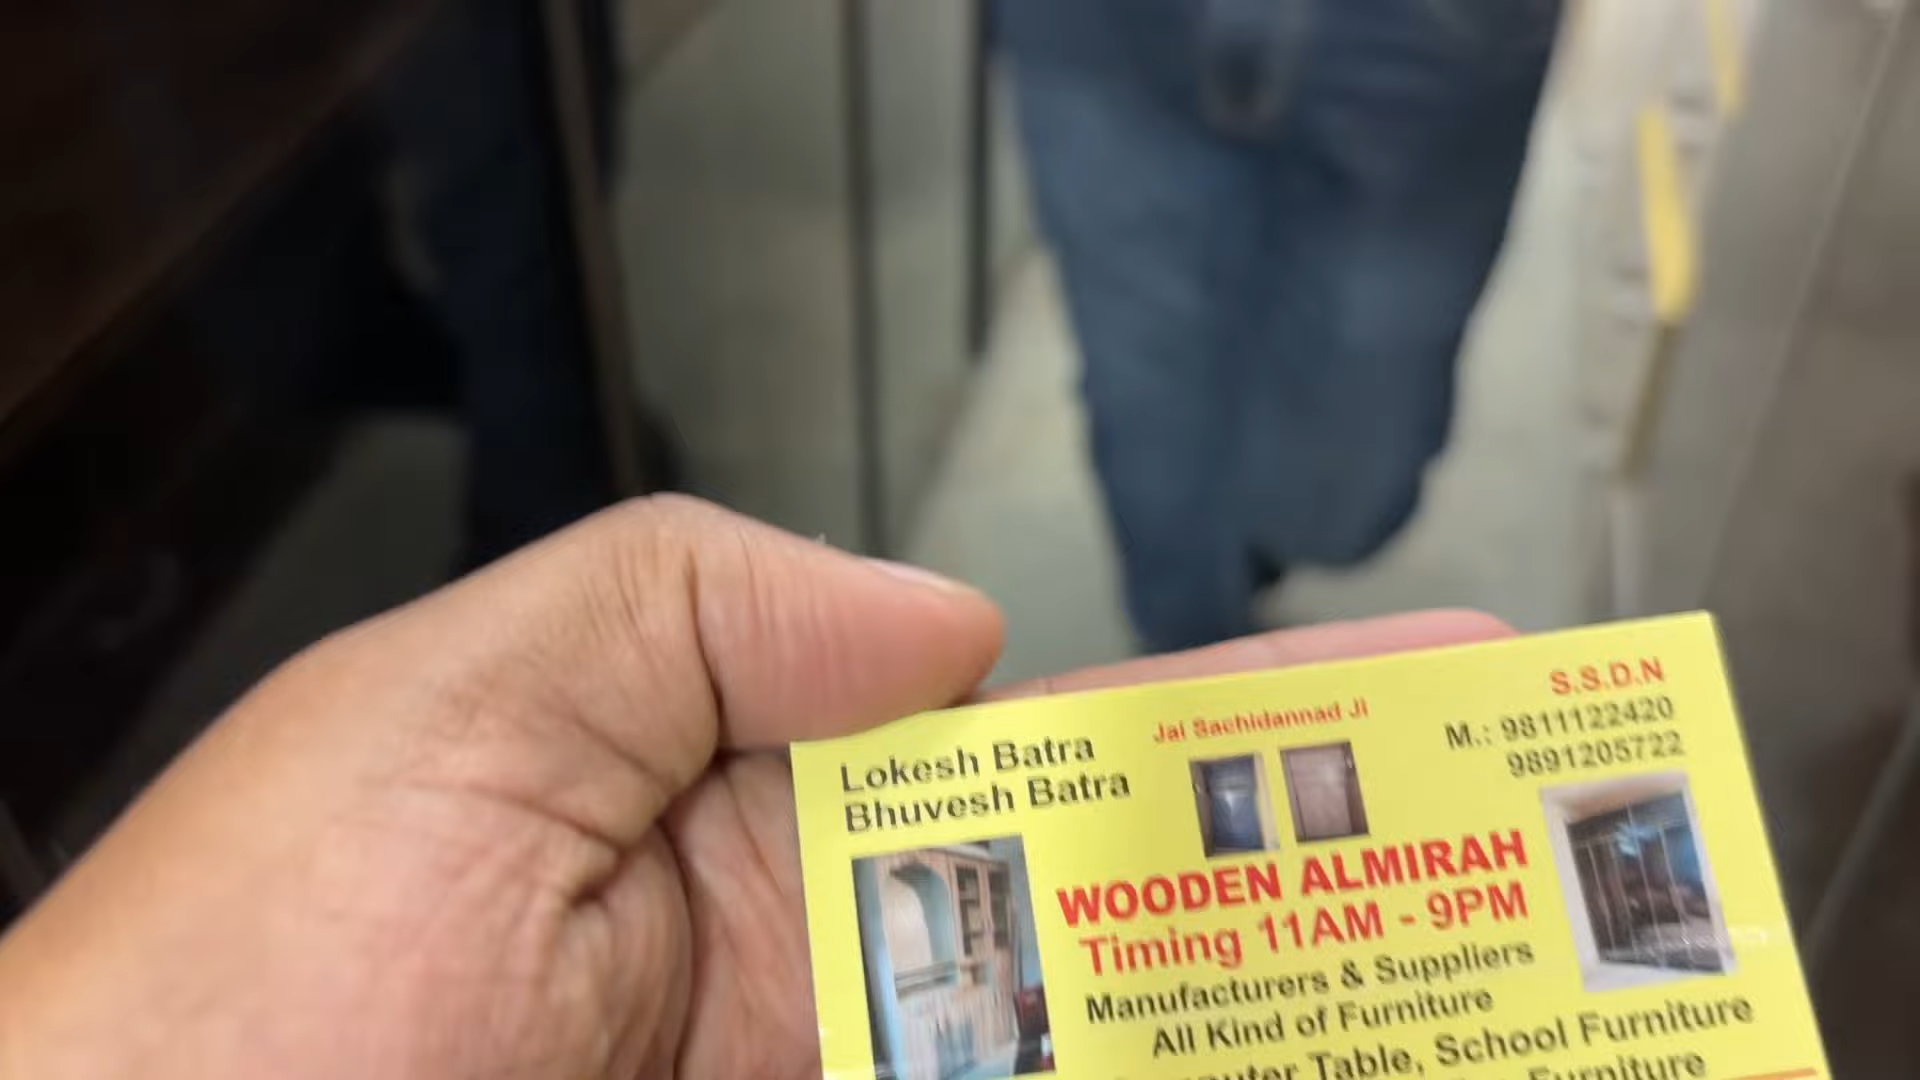 Jai Sachidannad JI
S.S.D.N
Lokesh Batra
Bhuvesh Batra
M.: 9811122420
9891205722
WOODEN ALMIRAH
Timing 11AM - 9PM
Manufacturers & Suppliers
All Kind of Furniture
Table, School Furniture
Furniture